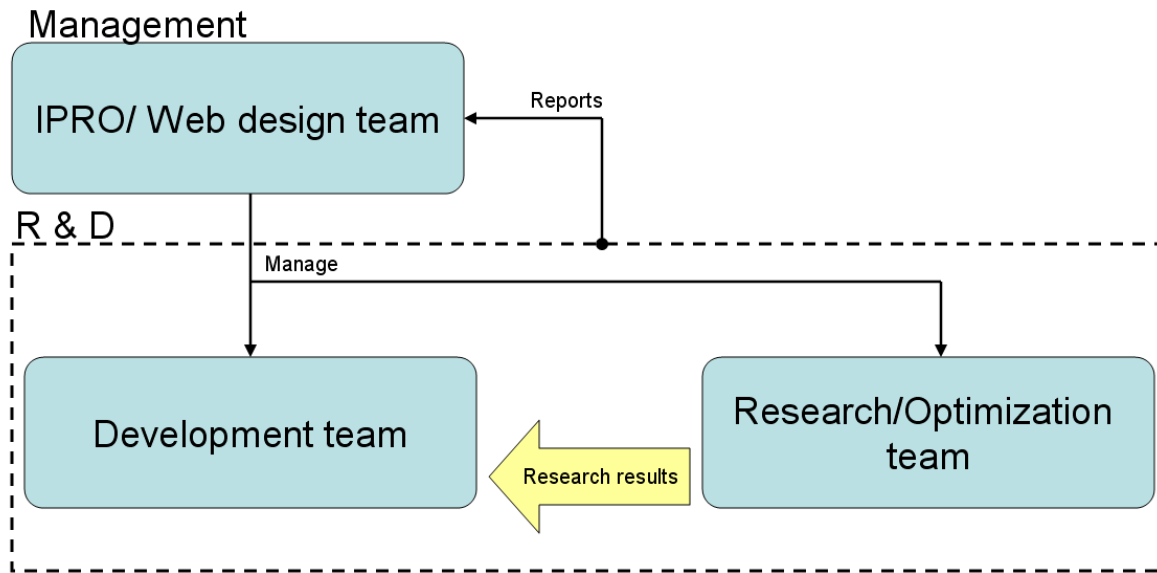 Management
IPRO/ Web design team
Reports
R & D
Manage
Development team
Research/Optimization
team
Research results